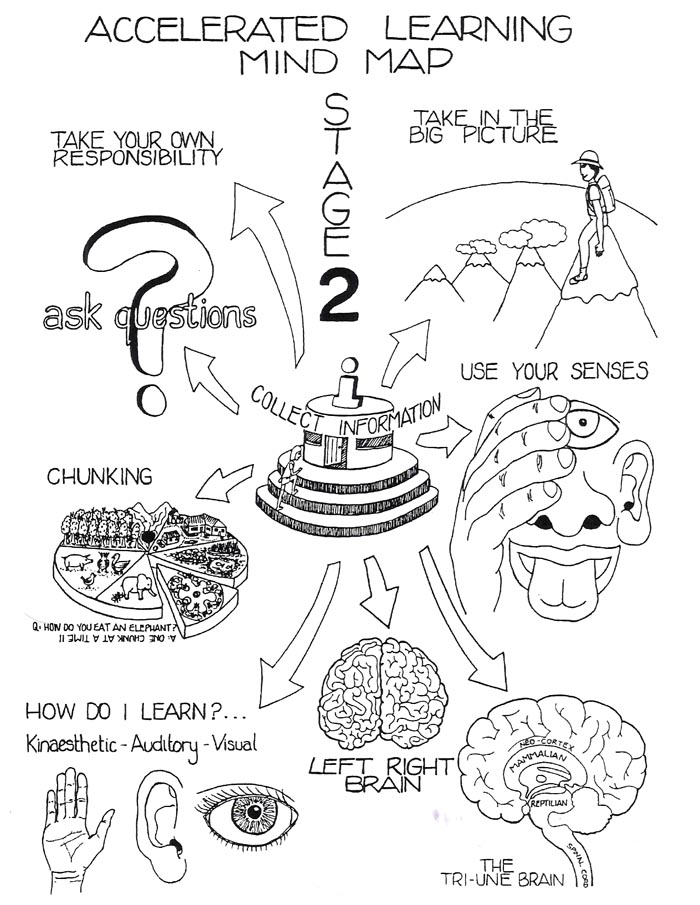 ACCELERATED LEARNING
MIND MAP
STAGE
2
TAKE YOUR OWN
RESPONSIBILITY
TAKE IN THE
BIG PICTURE
ask questions
?
USE YOUR SENSES
i
COLLECT INFORMATION
CHUNKING
Q: HOW DO YOU EAT AN ELEPHANT?
A: ONE CHUNK AT A TIME!!
HOW DO I LEARN?...
Kinaesthetic - Auditory - Visual
LEFT RIGHT
BRAIN
NEO-CORTEX
MAMMALIAN
REPTILIAN
SPINAL CORD
THE
TRI-UNE BRAIN